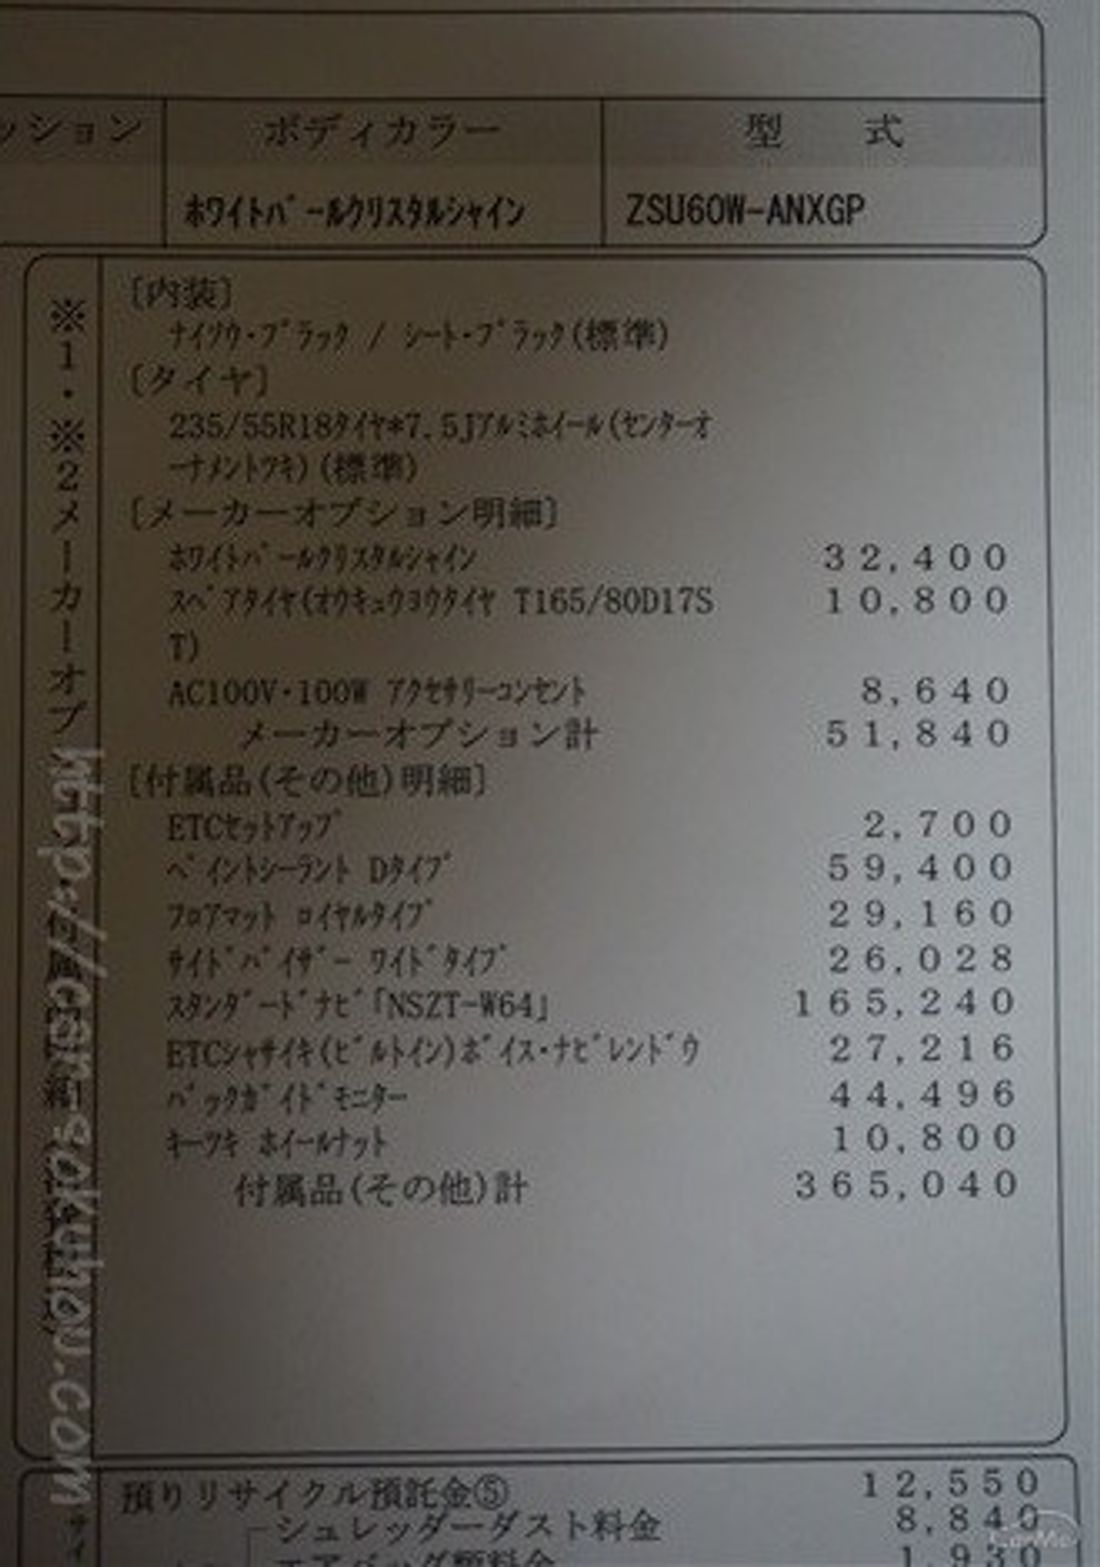 ッション ボディカラー 型 式
ﾎﾜｲﾄﾊﾟｰﾙｸﾘｽﾀﾙｼｬｲﾝ ZSU60W-ANXGP
※1・※2メーカーオプ
[内装]
ﾅｲｿｳ･ﾌﾞﾗｯｸ / ｼｰﾄ･ﾌﾞﾗｯｸ(標準)
[タイヤ]
235/55R18ﾀｲﾔ*7.5Jｱﾙﾐﾎｲｰﾙ(ｾﾝﾀｰｵ
ｰﾅﾒﾝﾄﾂｷ)(標準)
[メーカーオプション明細]
ﾎﾜｲﾄﾊﾟｰﾙｸﾘｽﾀﾙｼｬｲﾝ 32,400
ｽﾍﾟｱﾀｲﾔ(ｵｳｷｭｳﾖｳﾀｲﾔ T165/80D17S 10,800
T)
AC100V･100W ｱｸｾｻﾘｰｺﾝｾﾝﾄ 8,640
メーカーオプション計 51,840
[付属品(その他)明細]
ETCｾｯﾄｱｯﾌﾟ 2,700
ﾍﾟｲﾝﾄｼｰﾗﾝﾄ Dﾀｲﾌﾟ 59,400
ﾌﾛｱﾏｯﾄ ﾛｲﾔﾙﾀｲﾌﾟ 29,160
ｻｲﾄﾞﾊﾞｲｻﾞｰ ﾜｲﾄﾞﾀｲﾌﾟ 26,028
ｽﾀﾝﾀﾞｰﾄﾞﾅﾋﾞ｢NSZT-W64｣ 165,240
ETCｼｬｻｲｷ(ﾋﾞﾙﾄｲﾝ)ﾎﾞｲｽ･ﾅﾋﾞﾚﾝﾄﾞｳ 27,216
ﾊﾞｯｸｶﾞｲﾄﾞﾓﾆﾀｰ 44,496
ｷｰﾂｷ ﾎｲｰﾙﾅｯﾄ 10,800
付属品(その他)計 365,040
http://car-sokuhou.com
預りリサイクル預託金⑤ 12,550
シュレッダーダスト料金 8,840
エアバッグ類料金 1,930